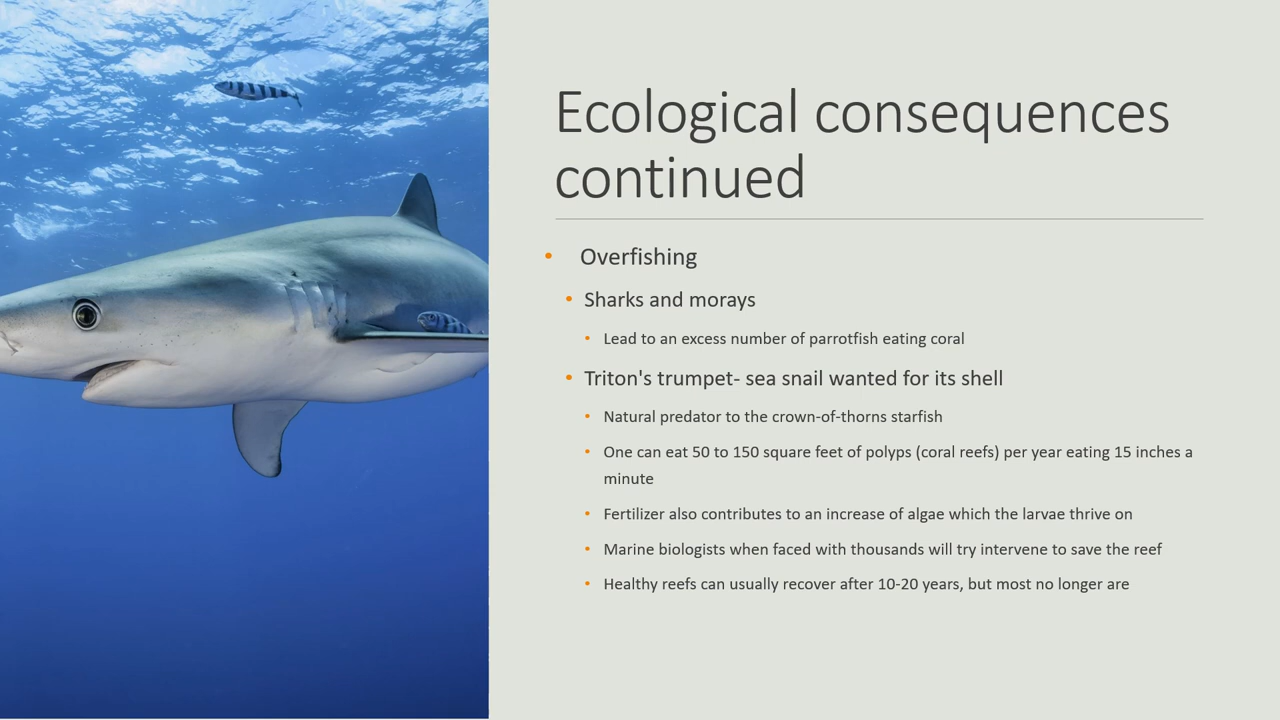 Ecological consequences
continued
• Overfishing
• Sharks and morays
• Lead to an excess number of parrotfish eating coral
• Triton's trumpet- sea snail wanted for its shell
• Natural predator to the crown-of-thorns starfish
• One can eat 50 to 150 square feet of polyps (coral reefs) per year eating 15 inches a
minute
• Fertilizer also contributes to an increase of algae which the larvae thrive on
• Marine biologists when faced with thousands will try intervene to save the reef
• Healthy reefs can usually recover after 10-20 years, but most no longer are